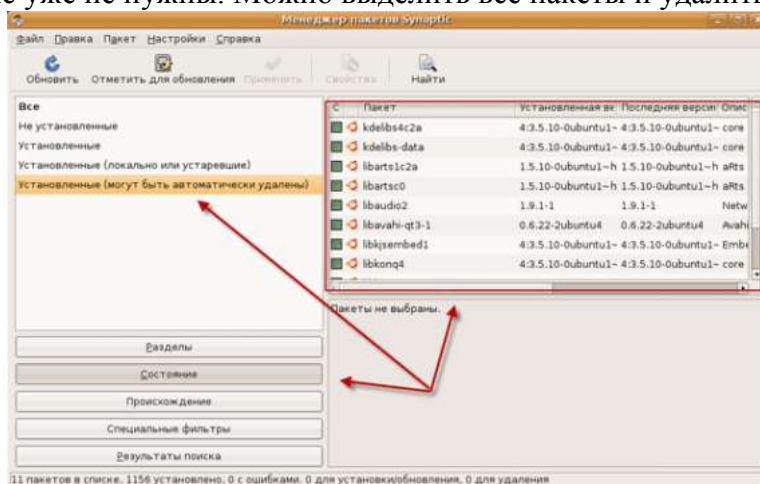 уже не нужны. Можно выделить все пакеты и удалить
Менеджер пакетов Synaptic
Файл Правка Пакет Настройки Справка
Обновить Отметить для обновления Применить Свойства Найти
Все
Не установленные
Установленные
Установленные (локально или устаревшие)
Установленные (могут быть автоматически удалены)
С Пакет Установленная ве Последняя версия Опис
kdelibs4c2a 4:3.5.10-0ubuntu1~ 4:3.5.10-0ubuntu1~ core
kdelibs-data 4:3.5.10-0ubuntu1~ 4:3.5.10-0ubuntu1~ core
libarts1c2a 1.5.10-0ubuntu1~h 1.5.10-0ubuntu1~h aRts
libartsc0 1.5.10-0ubuntu1~h 1.5.10-0ubuntu1~h aRts
libaudio2 1.9.1-1 1.9.1-1 Netw
libavahi-qt3-1 0.6.22-2ubuntu4 0.6.22-2ubuntu4 Avahi
libkjsembed1 4:3.5.10-0ubuntu1~ 4:3.5.10-0ubuntu1~ Embe
libkonq4 4:3.5.10-0ubuntu1~ 4:3.5.10-0ubuntu1~ core
Пакеты не выбраны.
Разделы
Состояние
Происхождение
Специальные фильтры
Результаты поиска
11 пакетов в списке, 1156 установлено, 0 с ошибками. 0 для установки/обновления, 0 для удаления